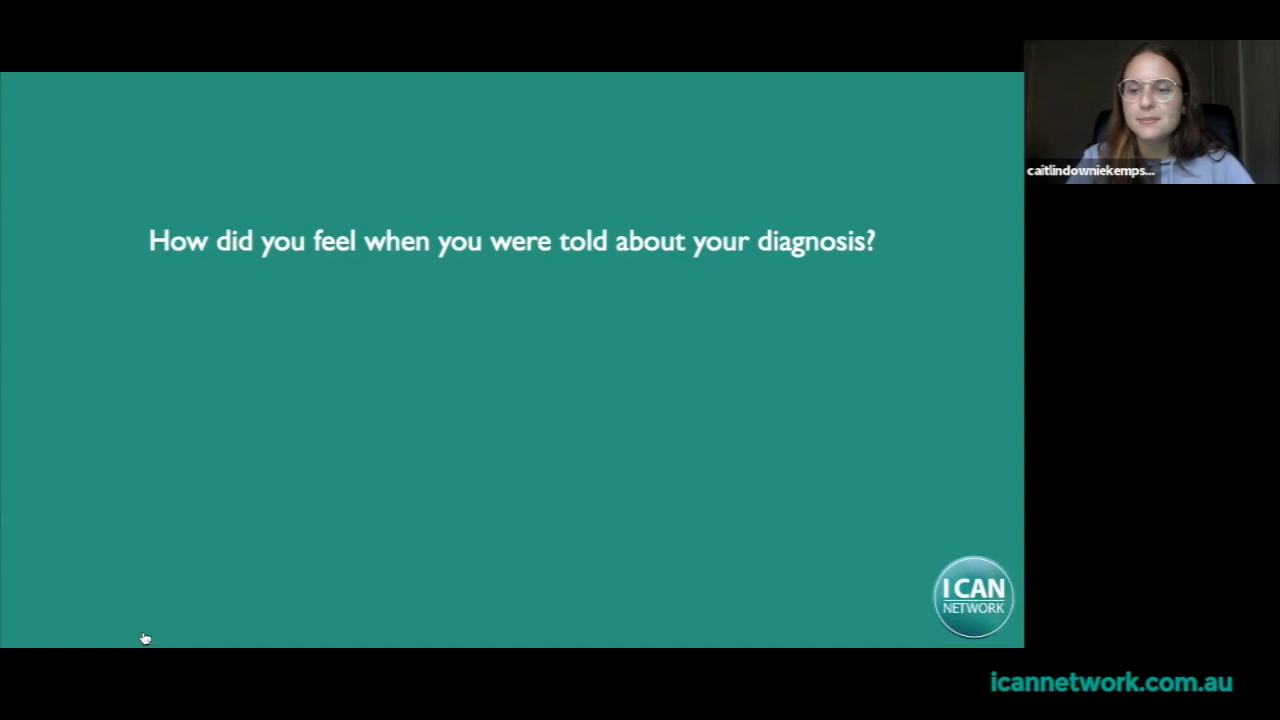 caitlindowniekemps...
How did you feel when you were told about your diagnosis?
I CAN
NETWORK
icannetwork.com.au